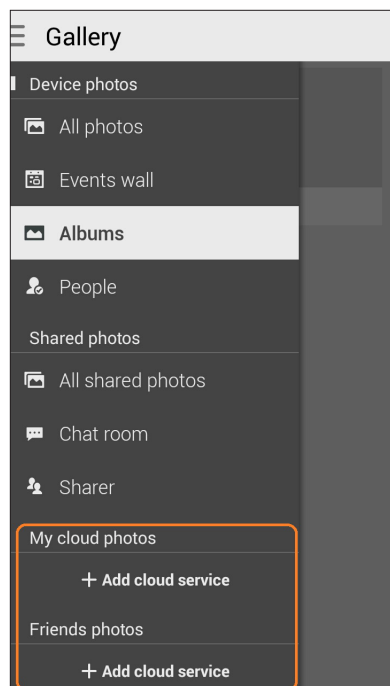 Gallery
Device photos
All photos
Events wall
Albums
People
Shared photos
All shared photos
Chat room
Sharer
My cloud photos
+ Add cloud service
Friends photos
+ Add cloud service